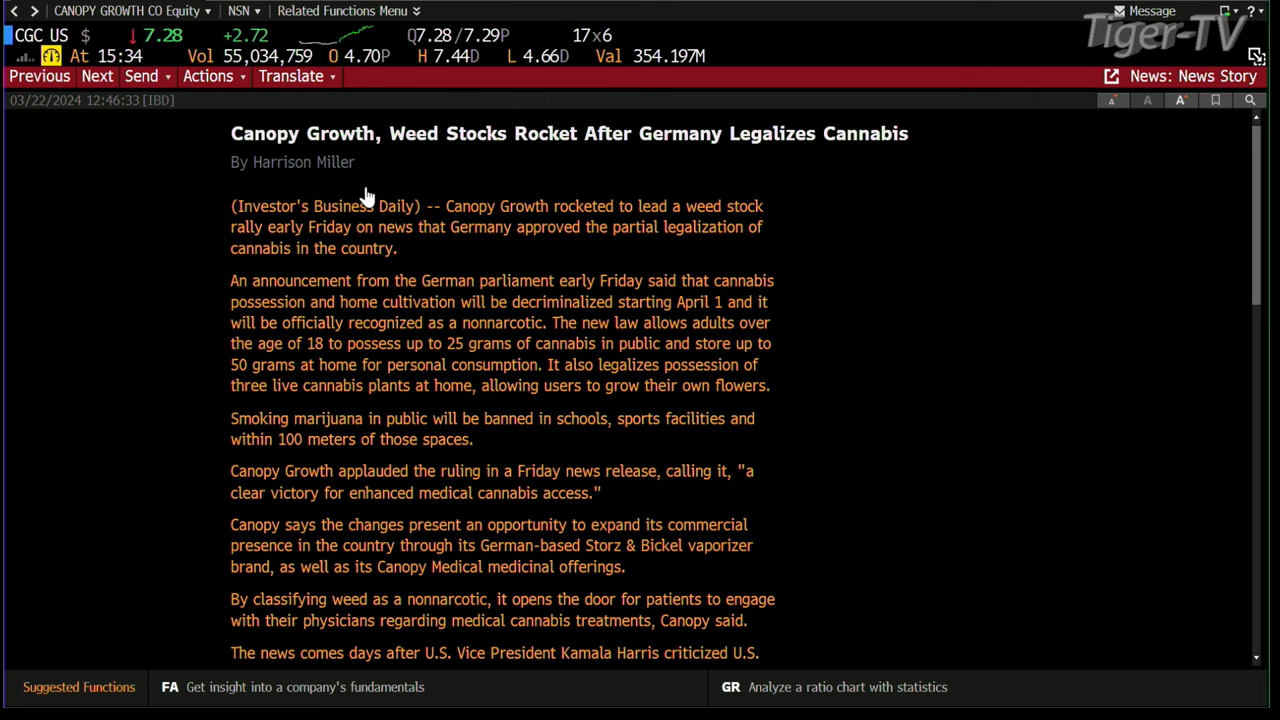 CANOPY GROWTH CO Equity NSN Related Functions Menu Message ?
CGC US $ ↓ 7.28 +2.72 Q7.28/7.29P 17x6
Tiger-TV
At 15:34 Vol 55,034,759 O 4.70P H 7.44D L 4.66D Val 354.197M
Previous Next Send Actions Translate News: News Story
03/22/2024 12:46:33 [IBD] A A A
Canopy Growth, Weed Stocks Rocket After Germany Legalizes Cannabis
By Harrison Miller
(Investor's Business Daily) -- Canopy Growth rocketed to lead a weed stock
rally early Friday on news that Germany approved the partial legalization of
cannabis in the country.
An announcement from the German parliament early Friday said that cannabis
possession and home cultivation will be decriminalized starting April 1 and it
will be officially recognized as a nonnarcotic. The new law allows adults over
the age of 18 to possess up to 25 grams of cannabis in public and store up to
50 grams at home for personal consumption. It also legalizes possession of
three live cannabis plants at home, allowing users to grow their own flowers.
Smoking marijuana in public will be banned in schools, sports facilities and
within 100 meters of those spaces.
Canopy Growth applauded the ruling in a Friday news release, calling it, "a
clear victory for enhanced medical cannabis access."
Canopy says the changes present an opportunity to expand its commercial
presence in the country through its German-based Storz & Bickel vaporizer
brand, as well as its Canopy Medical medicinal offerings.
By classifying weed as a nonnarcotic, it opens the door for patients to engage
with their physicians regarding medical cannabis treatments, Canopy said.
The news comes days after U.S. Vice President Kamala Harris criticized U.S.
Suggested Functions FA Get insight into a company's fundamentals GR Analyze a ratio chart with statistics